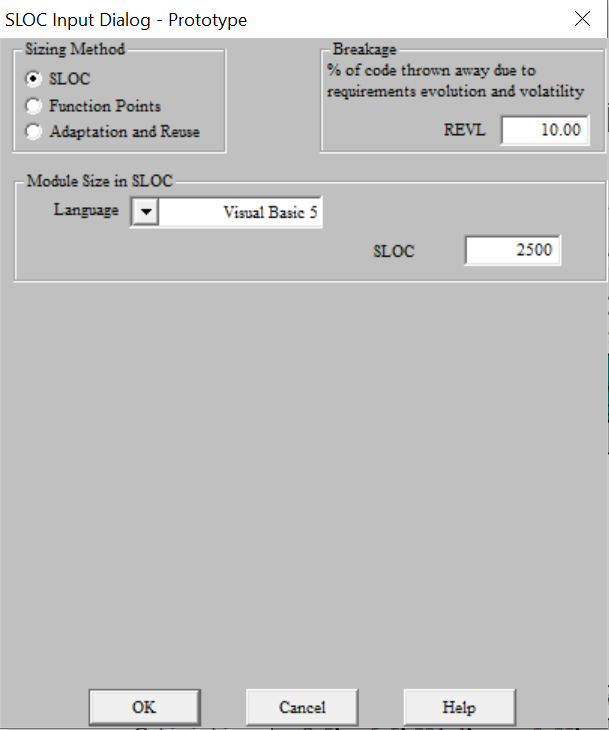 SLOC Input Dialog - Prototype
Sizing Method
SLOC
Function Points
Adaptation and Reuse
Breakage
% of code thrown away due to
requirements evolution and volatility
REVL 10.00
Module Size in SLOC
Language Visual Basic 5
SLOC 2500
OK Cancel Help